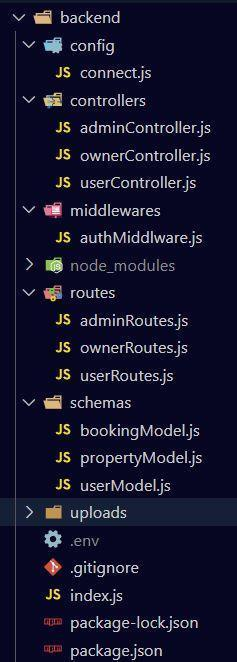 backend
config
JS connect.js
controllers
JS adminController.js
JS ownerController.js
JS userController.js
middlewares
JS authMiddlware.js
node_modules
routes
JS adminRoutes.js
JS ownerRoutes.js
JS userRoutes.js
schemas
JS bookingModel.js
JS propertyModel.js
JS userModel.js
uploads
.env
.gitignore
JS index.js
npm package-lock.json
npm package.json